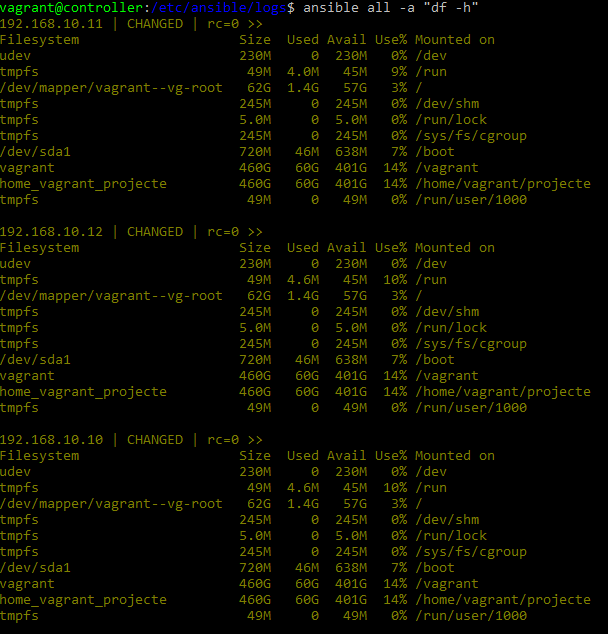 vagrant@controller:/etc/ansible/logs$ ansible all -a "df -h"
192.168.10.11 | CHANGED | rc=0 >>
Filesystem                    Size  Used Avail Use% Mounted on
udev                          230M     0  230M   0% /dev
tmpfs                          49M  4.0M   45M   9% /run
/dev/mapper/vagrant--vg-root   62G  1.4G   57G   3% /
tmpfs                         245M     0  245M   0% /dev/shm
tmpfs                         5.0M     0  5.0M   0% /run/lock
tmpfs                         245M     0  245M   0% /sys/fs/cgroup
/dev/sda1                     720M   46M  638M   7% /boot
vagrant                       460G   60G  401G  14% /vagrant
home_vagrant_projecte         460G   60G  401G  14% /home/vagrant/projecte
tmpfs                          49M     0   49M   0% /run/user/1000
192.168.10.12 | CHANGED | rc=0 >>
Filesystem                    Size  Used Avail Use% Mounted on
udev                          230M     0  230M   0% /dev
tmpfs                          49M  4.6M   45M  10% /run
/dev/mapper/vagrant--vg-root   62G  1.4G   57G   3% /
tmpfs                         245M     0  245M   0% /dev/shm
tmpfs                         5.0M     0  5.0M   0% /run/lock
tmpfs                         245M     0  245M   0% /sys/fs/cgroup
/dev/sda1                     720M   46M  638M   7% /boot
vagrant                       460G   60G  401G  14% /vagrant
home_vagrant_projecte         460G   60G  401G  14% /home/vagrant/projecte
tmpfs                          49M     0   49M   0% /run/user/1000
192.168.10.10 | CHANGED | rc=0 >>
Filesystem                    Size  Used Avail Use% Mounted on
udev                          230M     0  230M   0% /dev
tmpfs                          49M  4.6M   45M  10% /run
/dev/mapper/vagrant--vg-root   62G  1.4G   57G   3% /
tmpfs                         245M     0  245M   0% /dev/shm
tmpfs                         5.0M     0  5.0M   0% /run/lock
tmpfs                         245M     0  245M   0% /sys/fs/cgroup
/dev/sda1                     720M   46M  638M   7% /boot
vagrant                       460G   60G  401G  14% /vagrant
home_vagrant_projecte         460G   60G  401G  14% /home/vagrant/projecte
tmpfs                          49M     0   49M   0% /run/user/1000